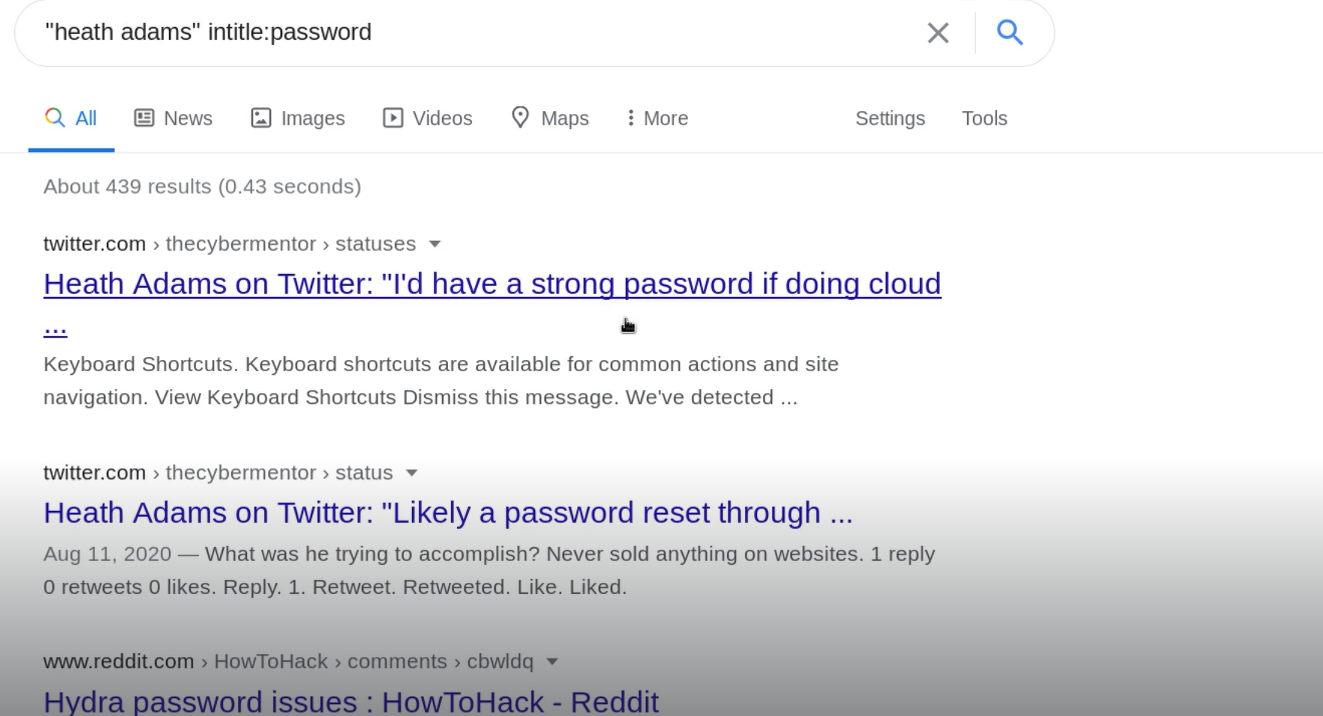 "heath adams" intitle:password
All News Images Videos Maps More Settings Tools
About 439 results (0.43 seconds)
twitter.com › thecybermentor › statuses
Heath Adams on Twitter: "I'd have a strong password if doing cloud
...
Keyboard Shortcuts. Keyboard shortcuts are available for common actions and site
navigation. View Keyboard Shortcuts Dismiss this message. We've detected ...
twitter.com › thecybermentor › status
Heath Adams on Twitter: "Likely a password reset through ...
Aug 11, 2020 — What was he trying to accomplish? Never sold anything on websites. 1 reply
0 retweets 0 likes. Reply. 1. Retweet. Retweeted. Like. Liked.
www.reddit.com › HowToHack › comments › cbwldq
Hydra password issues : HowToHack - Reddit